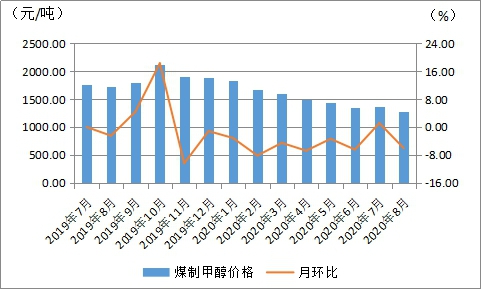 （元/吨）
（%）
2500.00
2000.00
1500.00
1000.00
500.00
0.00
24.00
16.00
8.00
0.00
-8.00
-16.00
2019年7月
2019年8月
2019年9月
2019年10月
2019年11月
2019年12月
2020年1月
2020年2月
2020年3月
2020年4月
2020年5月
2020年6月
2020年7月
2020年8月
煤制甲醇价格
月环比